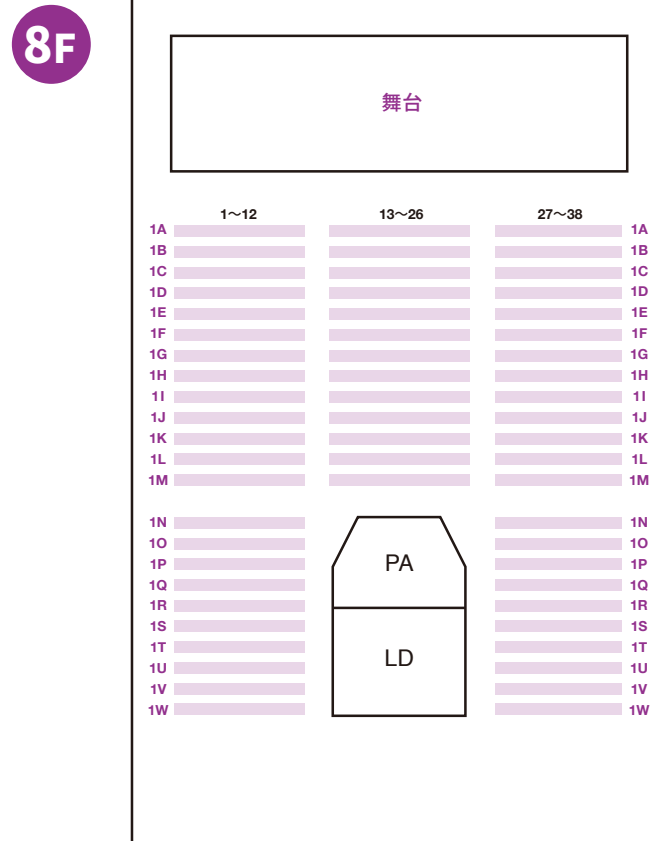 8F
舞台
1～12 13～26 27～38
1A 1A
1B 1B
1C 1C
1D 1D
1E 1E
1F 1F
1G 1G
1H 1H
1I 1I
1J 1J
1K 1K
1L 1L
1M 1M
1N 1N
1O 1O
PA
1P 1P
1Q 1Q
1R 1R
1S 1S
1T 1T
LD
1U 1U
1V 1V
1W 1W